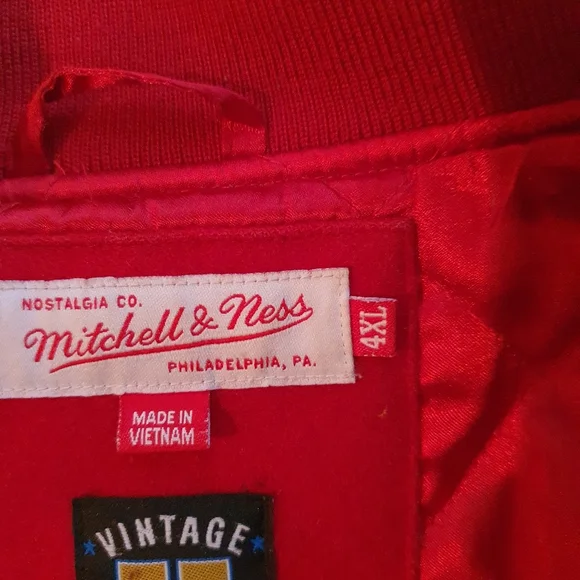 NOSTALGIA CO.
Mitchell & Ness
PHILADELPHIA, PA.
4XL
MADE IN
VIETNAM
VINTAGE